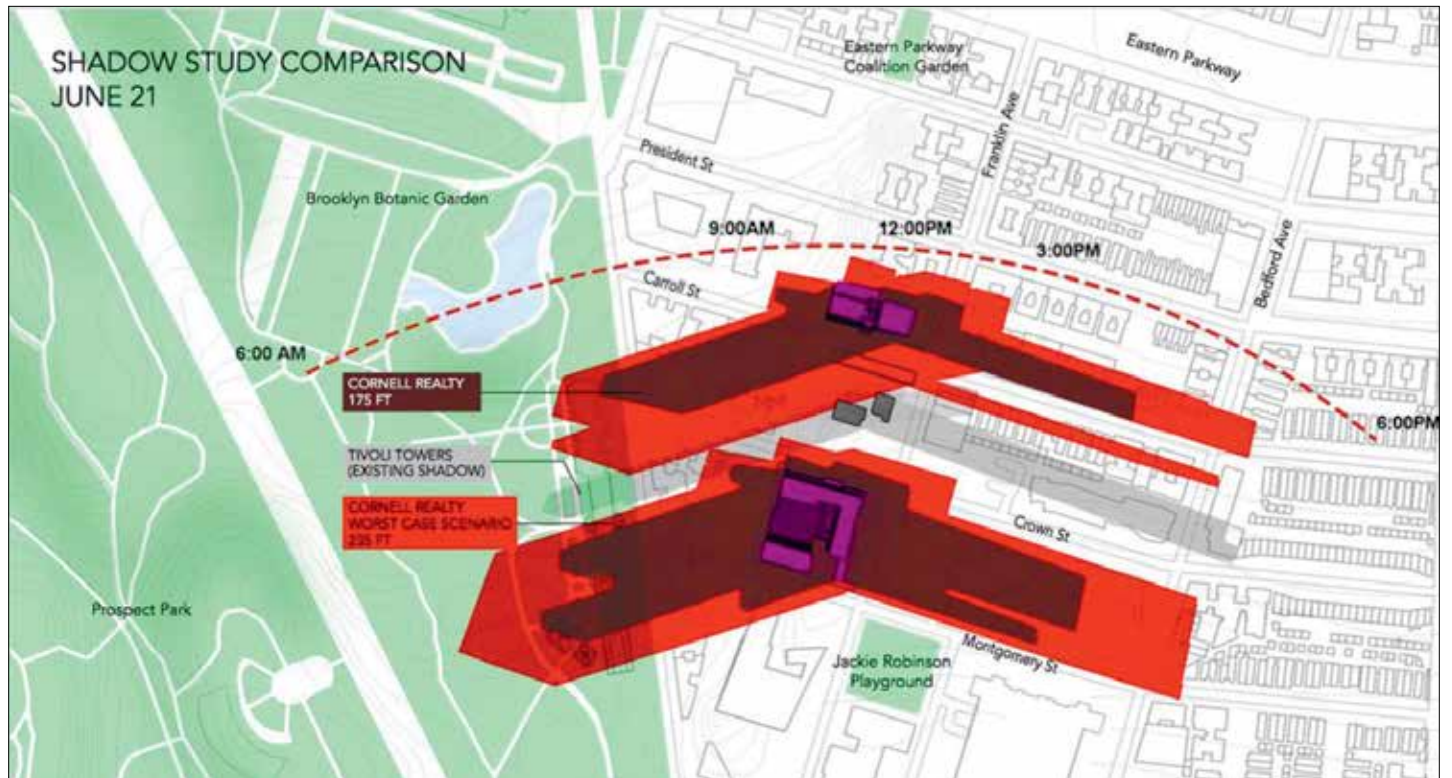 SHADOW STUDY COMPARISON
JUNE 21
Eastern Parkway
Coalition Garden
Eastern Parkway
Franklin Ave
President St
Brooklyn Botanic Garden
9:00AM
12:00PM
3:00PM
Bedford Ave
Carroll St
6:00 AM
CORNELL REALTY
175 FT
6:00PM
TIVOLI TOWERS
(EXISTING SHADOW)
CORNELL REALTY
WORST CASE SCENARIO
235 FT
Crown St
Prospect Park
Montgomery St
Jackie Robinson
Playground